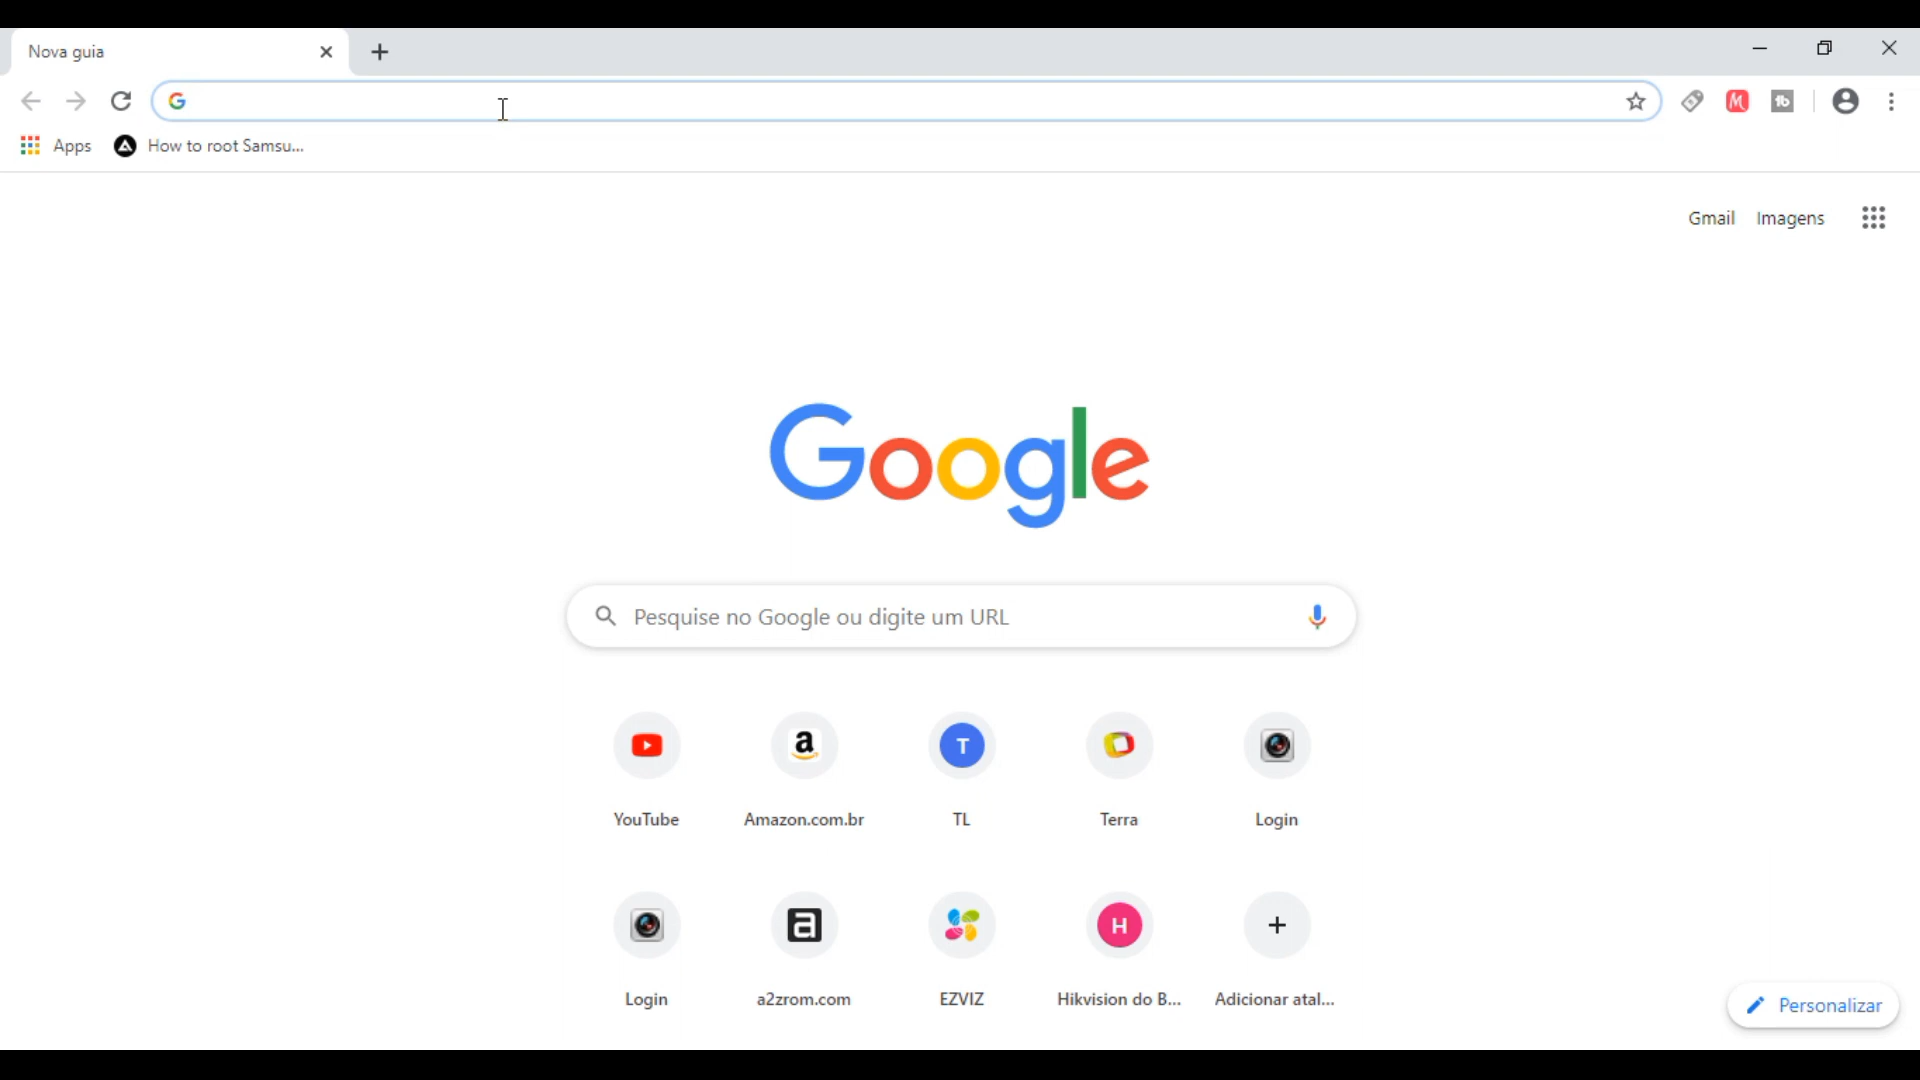 Nova guia
Apps
How to root Samsu...
Gmail Imagens
Google
Pesquise no Google ou digite um URL
YouTube
Amazon.com.br
TL
Terra
Login
Login
a2zrom.com
EZVIZ
Hikvision do B...
Adicionar atal...
Personalizar